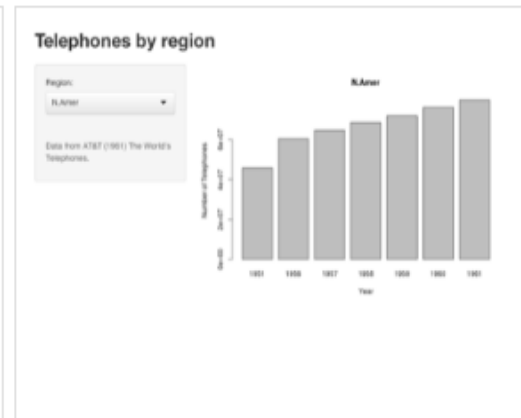 Telephones by region
Region:
N.Amer
Data from AT&T (1961) The World's
Telephones.
N.Amer
Number of Telephones
0e+00
2e+07
4e+07
6e+07
1951
1956
1957
1958
1959
1960
1961
Year